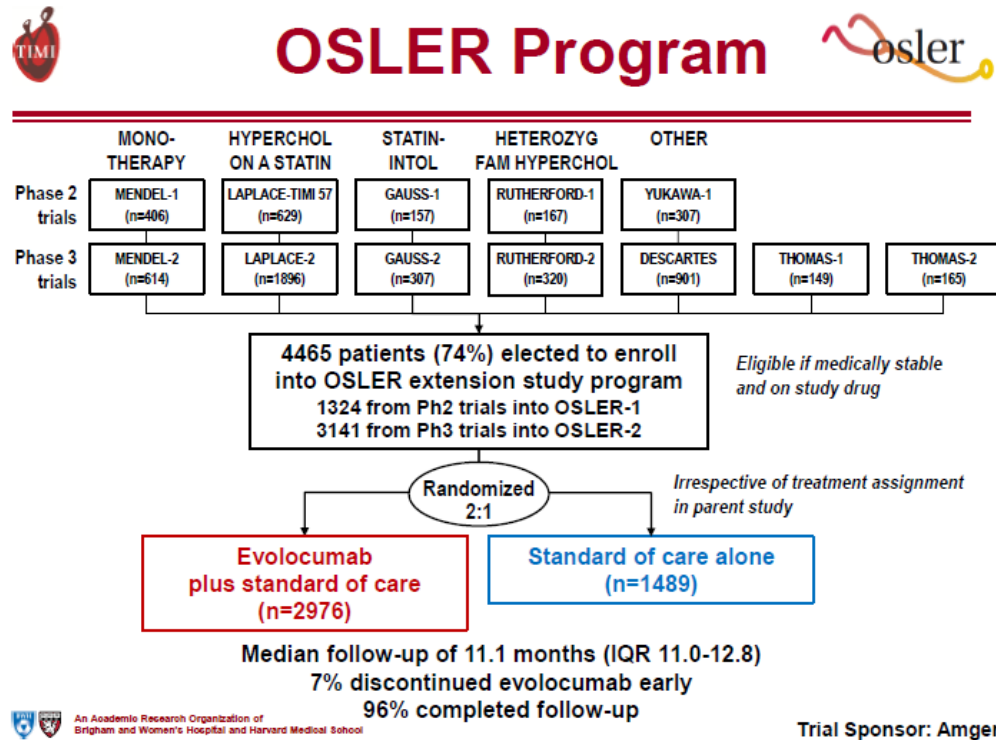 TIMI
OSLER Program
osler
MONO-
THERAPY
HYPERCHOL
ON A STATIN
STATIN-
INTOL
HETEROZYG
FAM HYPERCHOL
OTHER
Phase 2
trials
MENDEL-1
(n=406)
LAPLACE-TIMI 57
(n=629)
GAUSS-1
(n=157)
RUTHERFORD-1
(n=167)
YUKAWA-1
(n=307)
Phase 3
trials
MENDEL-2
(n=614)
LAPLACE-2
(n=1896)
GAUSS-2
(n=307)
RUTHERFORD-2
(n=320)
DESCARTES
(n=901)
THOMAS-1
(n=149)
THOMAS-2
(n=165)
4465 patients (74%) elected to enroll
into OSLER extension study program
1324 from Ph2 trials into OSLER-1
3141 from Ph3 trials into OSLER-2
Eligible if medically stable
and on study drug
Randomized
2:1
Irrespective of treatment assignment
in parent study
Evolocumab
plus standard of care
(n=2976)
Standard of care alone
(n=1489)
Median follow-up of 11.1 months (IQR 11.0-12.8)
7% discontinued evolocumab early
96% completed follow-up
An Academic Research Organization of
Brigham and Women's Hospital and Harvard Medical School
Trial Sponsor: Amgen